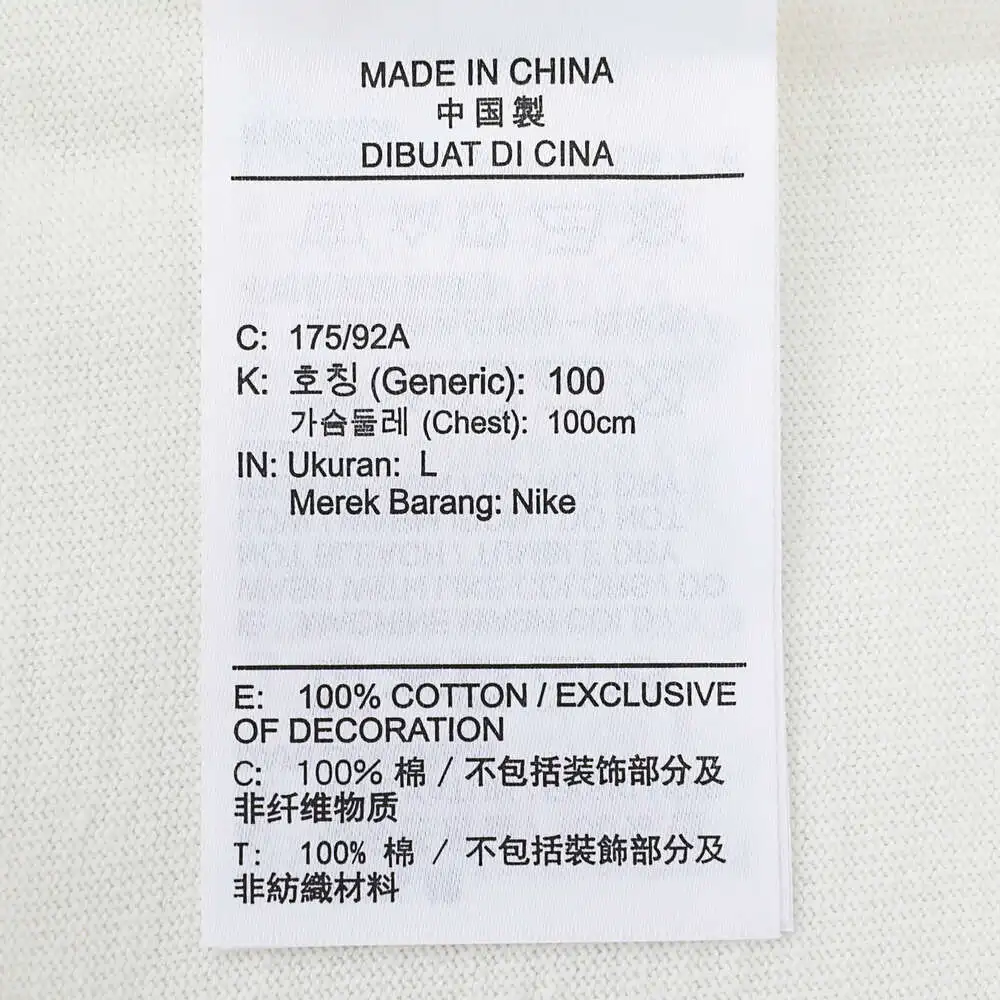 MADE IN CHINA
中国製
DIBUAT DI CINA
C: 175/92A
K: 호칭 (Generic): 100
가슴둘레 (Chest): 100cm
IN: Ukuran: L
Merek Barang: Nike
E: 100% COTTON / EXCLUSIVE
OF DECORATION
C: 100% 棉 / 不包括装饰部分及
非纤维物质
T: 100% 棉 / 不包括裝飾部分及
非紡織材料